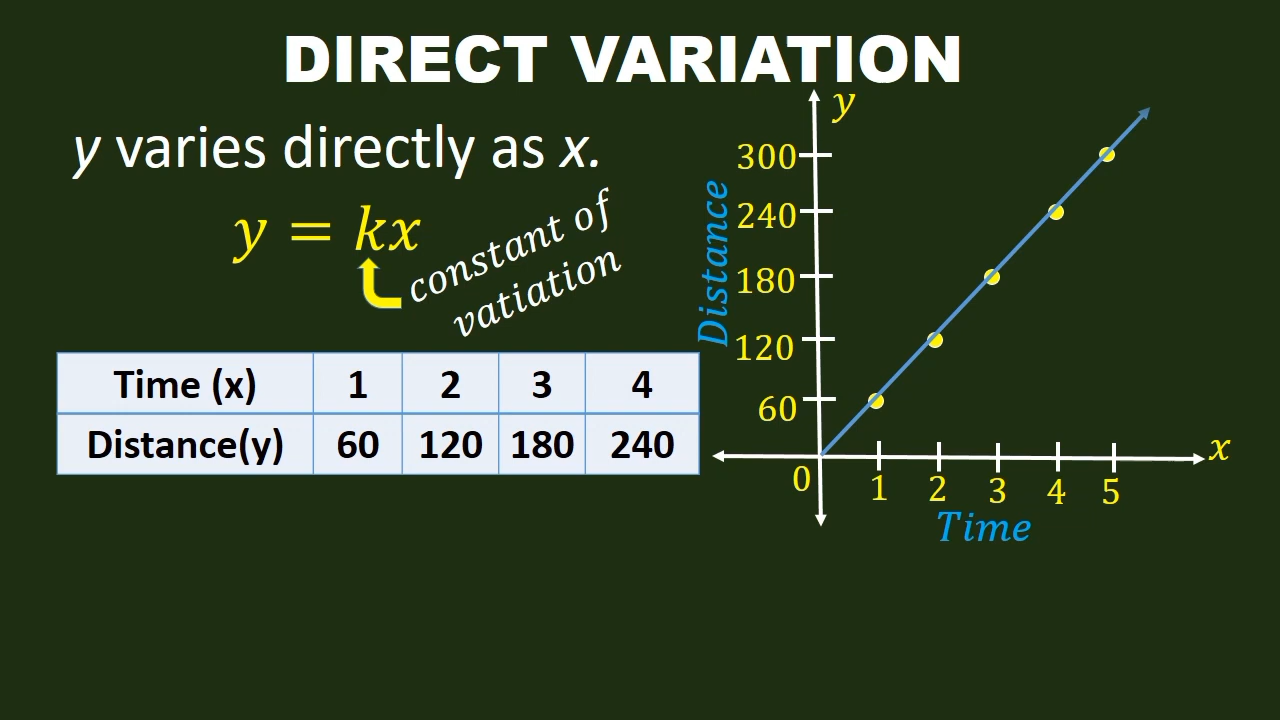 DIRECT VARIATION
y varies directly as x.
y = kx
constant of
vatiation
Time (x) 1 2 3 4
Distance(y) 60 120 180 240
y
300
240
180
120
60
Distance
0 1 2 3 4 5
x
Time